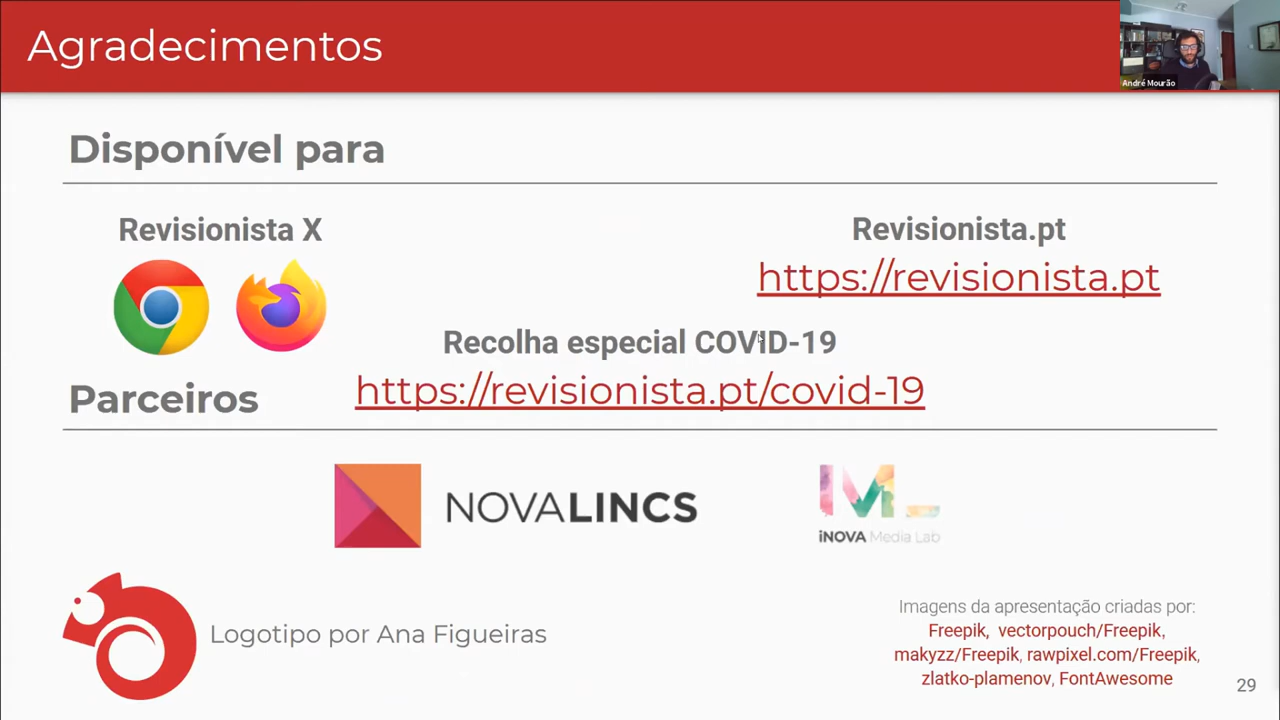 Agradecimentos
André Mourão
Disponível para
Revisionista X
Revisionista.pt
https://revisionista.pt
Recolha especial COVID-19
https://revisionista.pt/covid-19
Parceiros
NOVALINCS
IM_
iNOVA Media Lab
Logotipo por Ana Figueiras
Imagens da apresentação criadas por:
Freepik, vectorpouch/Freepik,
makyzz/Freepik, rawpixel.com/Freepik,
zlatko-plamenov, FontAwesome
29